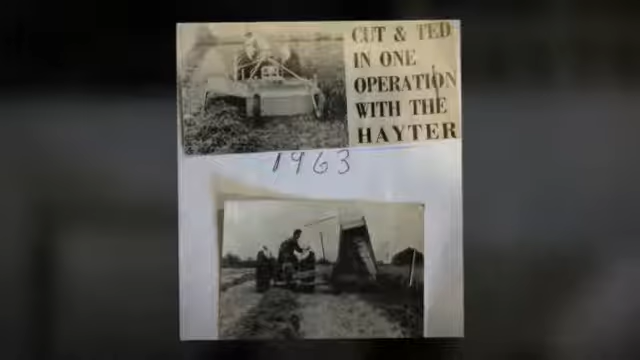 CUT & TED
IN ONE
OPERATION
WITH THE
HAYTER
1963